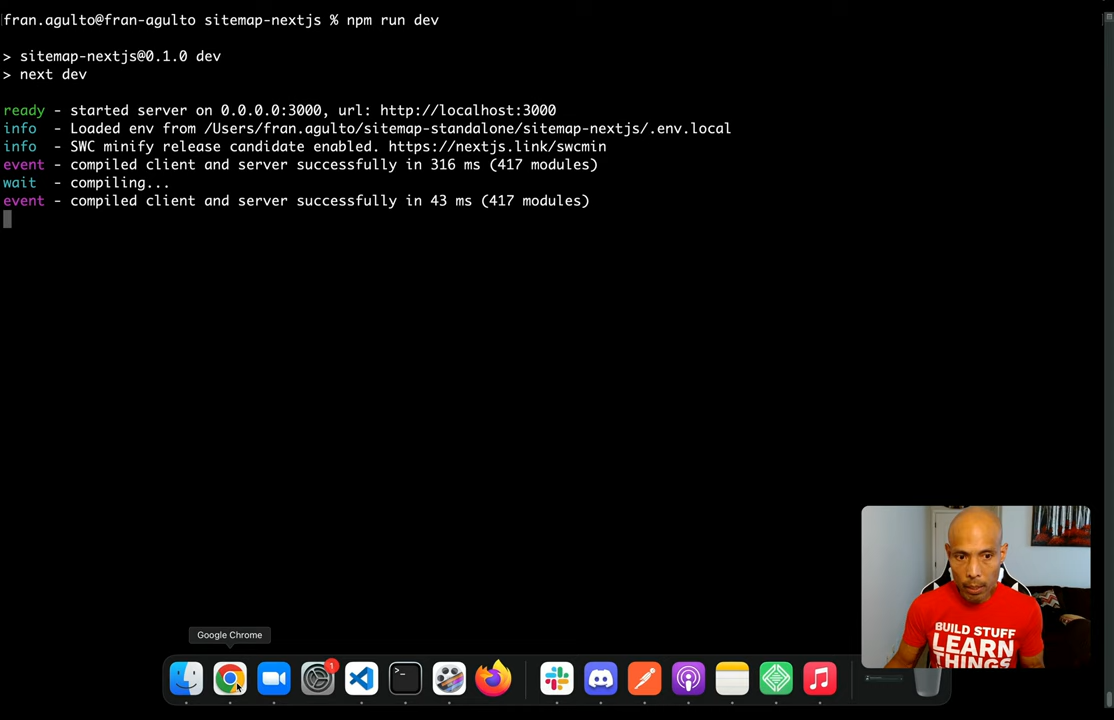 fran.agulto@fran-agulto sitemap-nextjs % npm run dev
> sitemap-nextjs@0.1.0 dev
> next dev
ready - started server on 0.0.0.0:3000, url: http://localhost:3000
info - Loaded env from /Users/fran.agulto/sitemap-standalone/sitemap-nextjs/.env.local
info - SWC minify release candidate enabled. https://nextjs.link/swcmin
event - compiled client and server successfully in 316 ms (417 modules)
wait - compiling...
event - compiled client and server successfully in 43 ms (417 modules)
BUILD STUFF
LEARN
THINGS
Google Chrome
1
>_